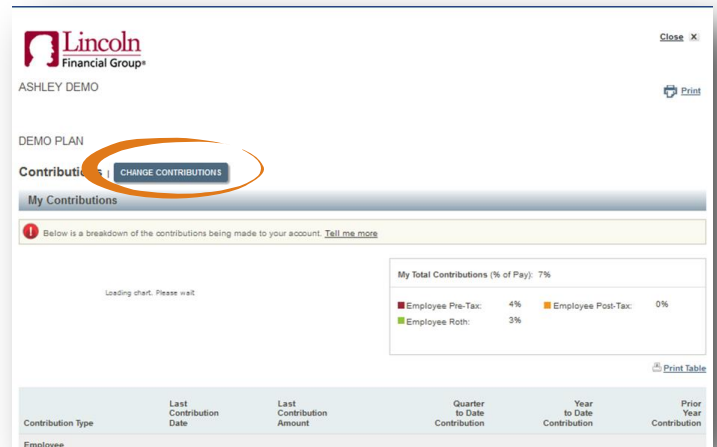 Lincoln
Financial Group®
Close X
ASHLEY DEMO
Print
DEMO PLAN
Contributions | CHANGE CONTRIBUTIONS
My Contributions
Below is a breakdown of the contributions being made to your account. Tell me more
My Total Contributions (% of Pay): 7%
Loading chart. Please wait
Employee Pre-Tax: 4% Employee Post-Tax: 0%
Employee Roth: 3%
Print Table
Contribution Type Last Contribution Date Last Contribution Amount Quarter to Date Contribution Year to Date Contribution Prior Year Contribution
Employee